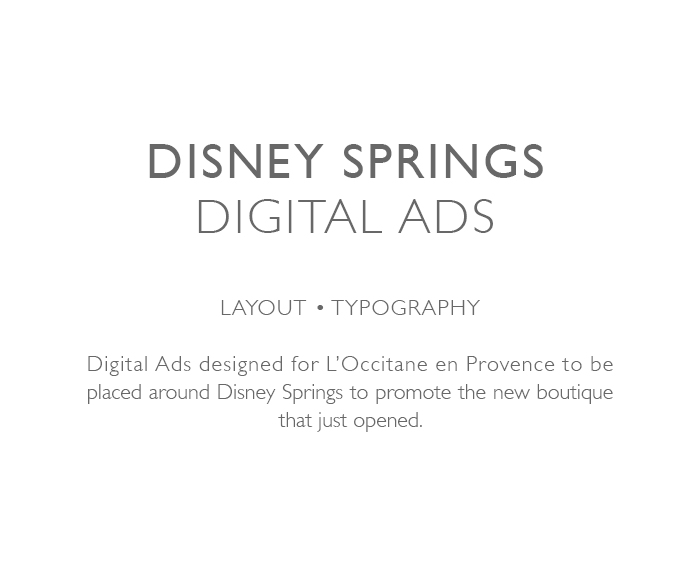 DISNEY SPRINGS
DIGITAL ADS
LAYOUT • TYPOGRAPHY
Digital Ads designed for L'Occitane en Provence to be
placed around Disney Springs to promote the new boutique
that just opened.